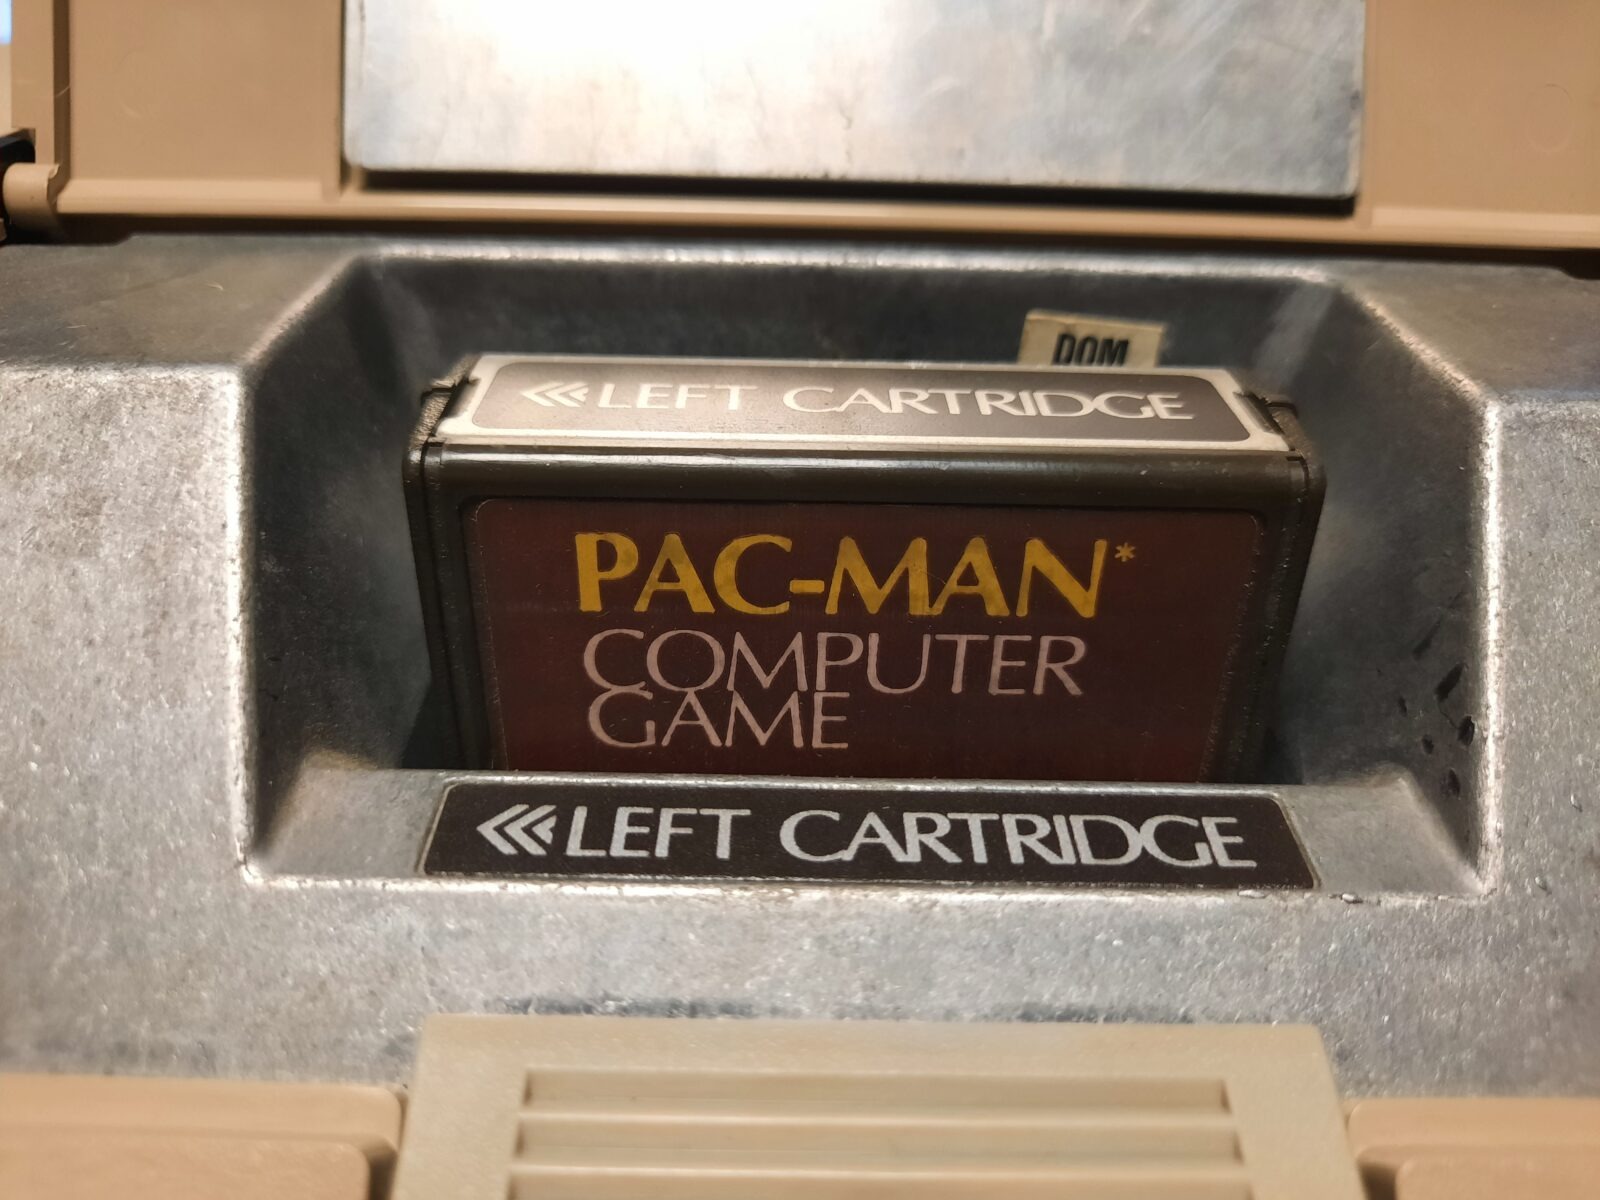 DOM
LEFT CARTRIDGE
PAC-MAN*
COMPUTER
GAME
LEFT CARTRIDGE